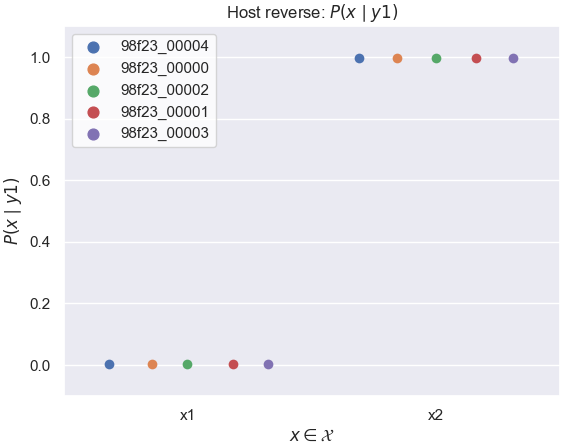 Host reverse: P(x | y1)
1.0
0.8
0.6
0.4
0.2
0.0
P(x | y1)
98f23_00004
98f23_00000
98f23_00002
98f23_00001
98f23_00003
x1 x2
x ∈ 𝒳